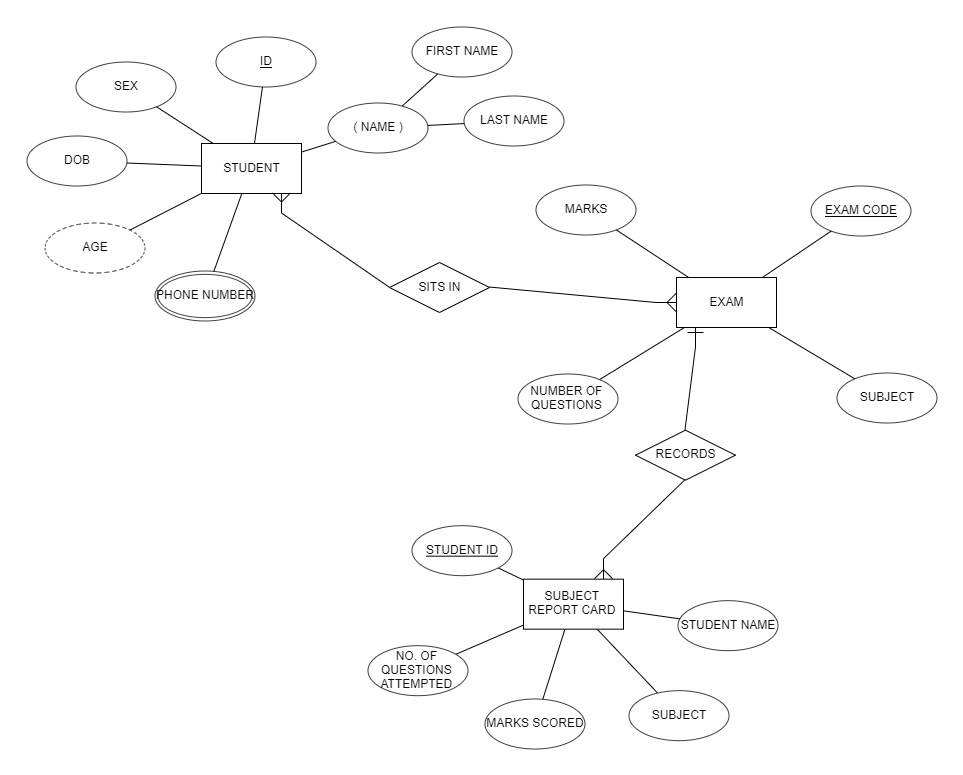 FIRST NAME
ID
SEX
LAST NAME
( NAME )
DOB
STUDENT
MARKS
EXAM CODE
AGE
SITS IN
PHONE NUMBER
EXAM
NUMBER OF
QUESTIONS
SUBJECT
RECORDS
STUDENT ID
SUBJECT
REPORT CARD
STUDENT NAME
NO. OF
QUESTIONS
ATTEMPTED
SUBJECT
MARKS SCORED